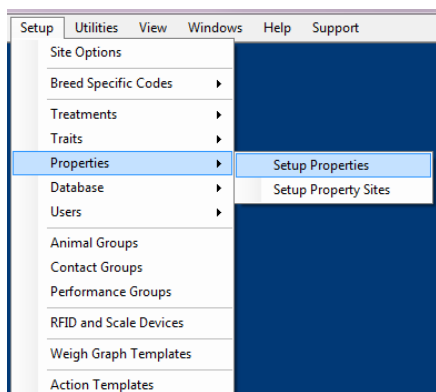 Setup Utilities View Windows Help Support
Site Options
Breed Specific Codes
Treatments
Traits
Properties
Setup Properties
Database
Setup Property Sites
Users
Animal Groups
Contact Groups
Performance Groups
RFID and Scale Devices
Weigh Graph Templates
Action Templates